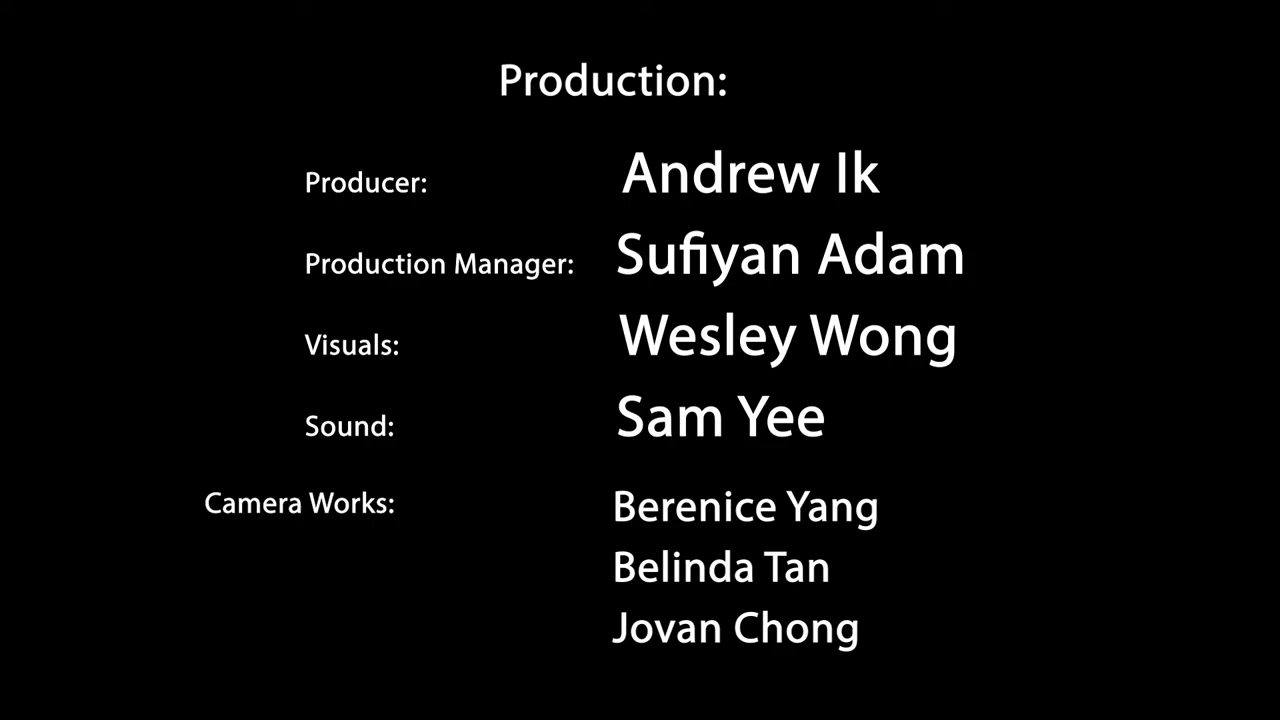 Production:
Producer: Andrew Ik
Production Manager: Sufiyan Adam
Visuals: Wesley Wong
Sound: Sam Yee
Camera Works: Berenice Yang
Belinda Tan
Jovan Chong